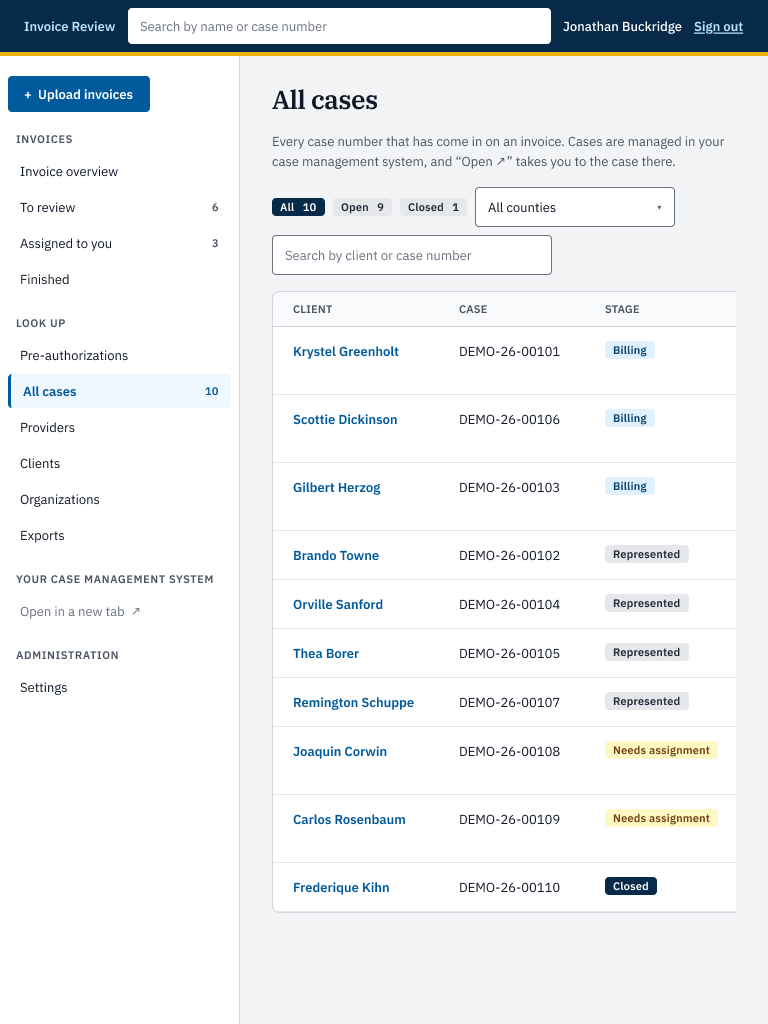 Invoice Review
Search by name or case number
Jonathan Buckridge
Sign out
+ Upload invoices
INVOICES
Invoice overview
To review 6
Assigned to you 3
Finished
LOOK UP
Pre-authorizations
All cases 10
Providers
Clients
Organizations
Exports
YOUR CASE MANAGEMENT SYSTEM
Open in a new tab ↗
ADMINISTRATION
Settings
All cases
Every case number that has come in on an invoice. Cases are managed in your
case management system, and “Open ↗” takes you to the case there.
All 10 Open 9 Closed 1 All counties
Search by client or case number
CLIENT CASE STAGE
Krystel Greenholt DEMO-26-00101 Billing
Scottie Dickinson DEMO-26-00106 Billing
Gilbert Herzog DEMO-26-00103 Billing
Brando Towne DEMO-26-00102 Represented
Orville Sanford DEMO-26-00104 Represented
Thea Borer DEMO-26-00105 Represented
Remington Schuppe DEMO-26-00107 Represented
Joaquin Corwin DEMO-26-00108 Needs assignment
Carlos Rosenbaum DEMO-26-00109 Needs assignment
Frederique Kihn DEMO-26-00110 Closed